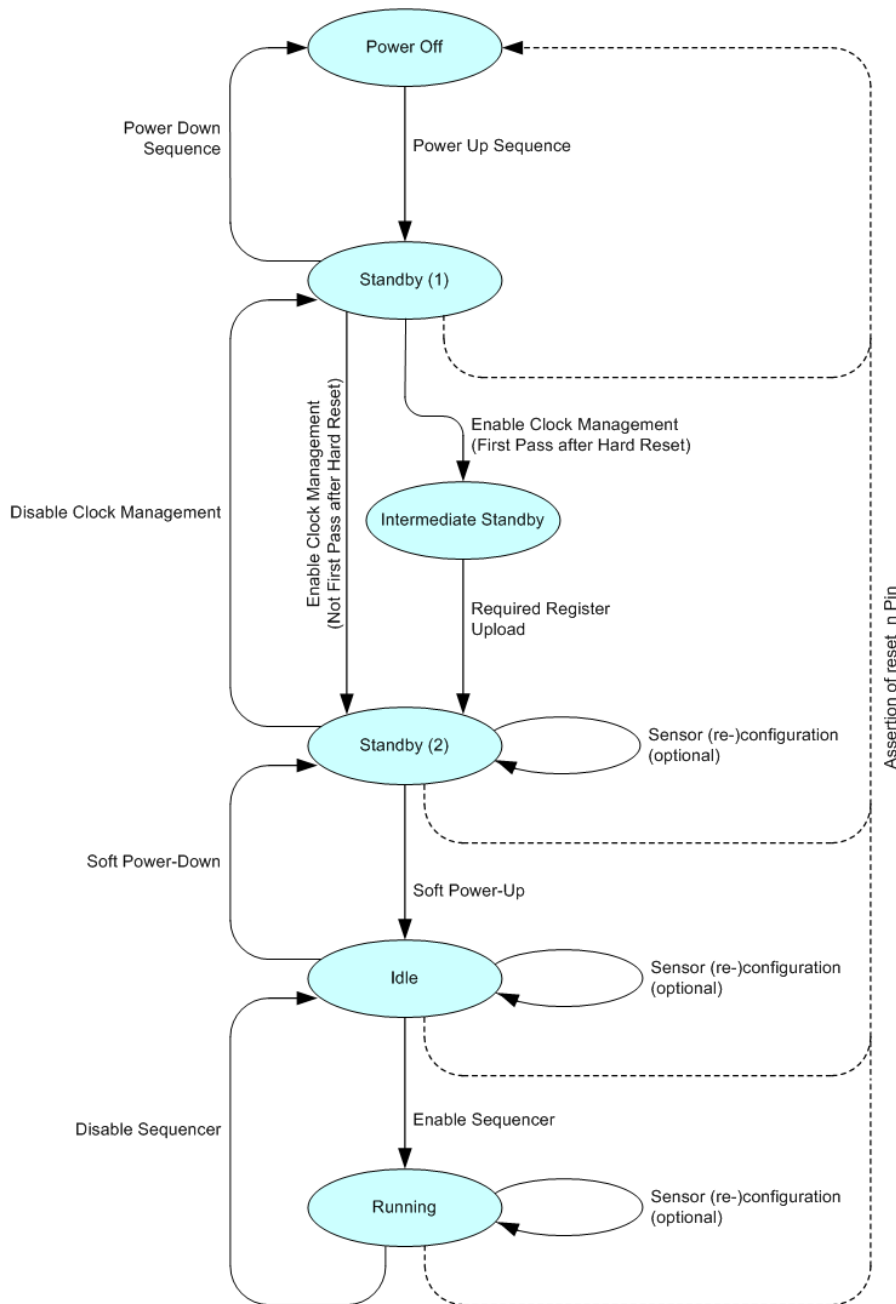 Power Off
Power Down
Sequence
Power Up Sequence
Standby (1)
Enable Clock Management
(First Pass after Hard Reset)
Enable Clock Management
(Not First Pass after Hard Reset)
Disable Clock Management
Intermediate Standby
Required Register
Upload
Assertion of reset_n Pin
Standby (2)
Sensor (re-)configuration
(optional)
Soft Power-Down
Soft Power-Up
Idle
Sensor (re-)configuration
(optional)
Disable Sequencer
Enable Sequencer
Running
Sensor (re-)configuration
(optional)